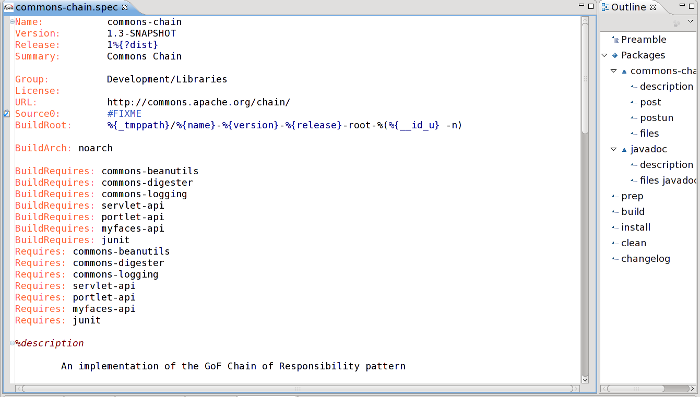 commons-chain.spec
Name: commons-chain
Version: 1.3-SNAPSHOT
Release: 1%{?dist}
Summary: Commons Chain
Group: Development/Libraries
License:
URL: http://commons.apache.org/chain/
Source0: #FIXME
BuildRoot: %{_tmppath}/%{name}-%{version}-%{release}-root-%(%{__id_u} -n)
BuildArch: noarch
BuildRequires: commons-beanutils
BuildRequires: commons-digester
BuildRequires: commons-logging
BuildRequires: servlet-api
BuildRequires: portlet-api
BuildRequires: myfaces-api
BuildRequires: junit
Requires: commons-beanutils
Requires: commons-digester
Requires: commons-logging
Requires: servlet-api
Requires: portlet-api
Requires: myfaces-api
Requires: junit
%description
An implementation of the GoF Chain of Responsibility pattern
Outline
Preamble
Packages
commons-cha
description
post
postun
files
javadoc
description
files javadoc
prep
build
install
clean
changelog